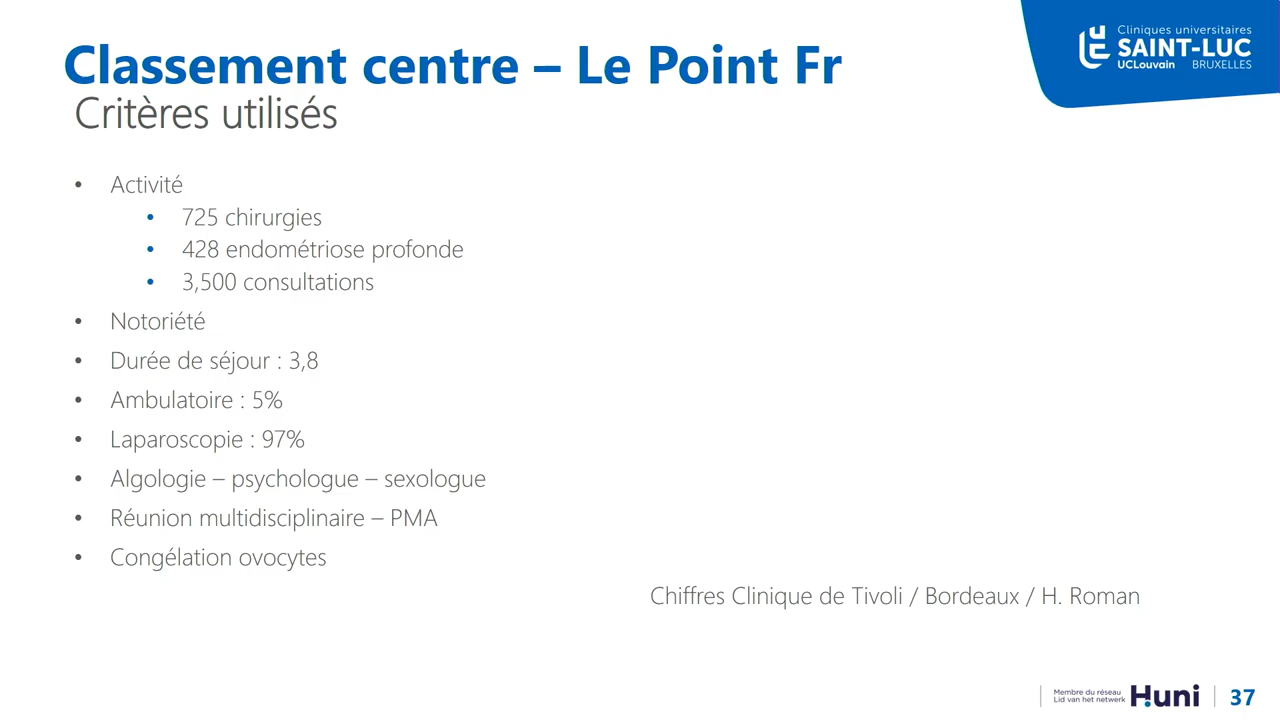 Classement centre – Le Point Fr
Critères utilisés
Cliniques universitaires
SAINT-LUC
UCLouvain BRUXELLES
• Activité
• 725 chirurgies
• 428 endométriose profonde
• 3,500 consultations
• Notoriété
• Durée de séjour : 3,8
• Ambulatoire : 5%
• Laparoscopie : 97%
• Algologie – psychologue – sexologue
• Réunion multidisciplinaire – PMA
• Congélation ovocytes
Chiffres Clinique de Tivoli / Bordeaux / H. Roman
Membre du réseau
Lid van het netwerk
Huni
37